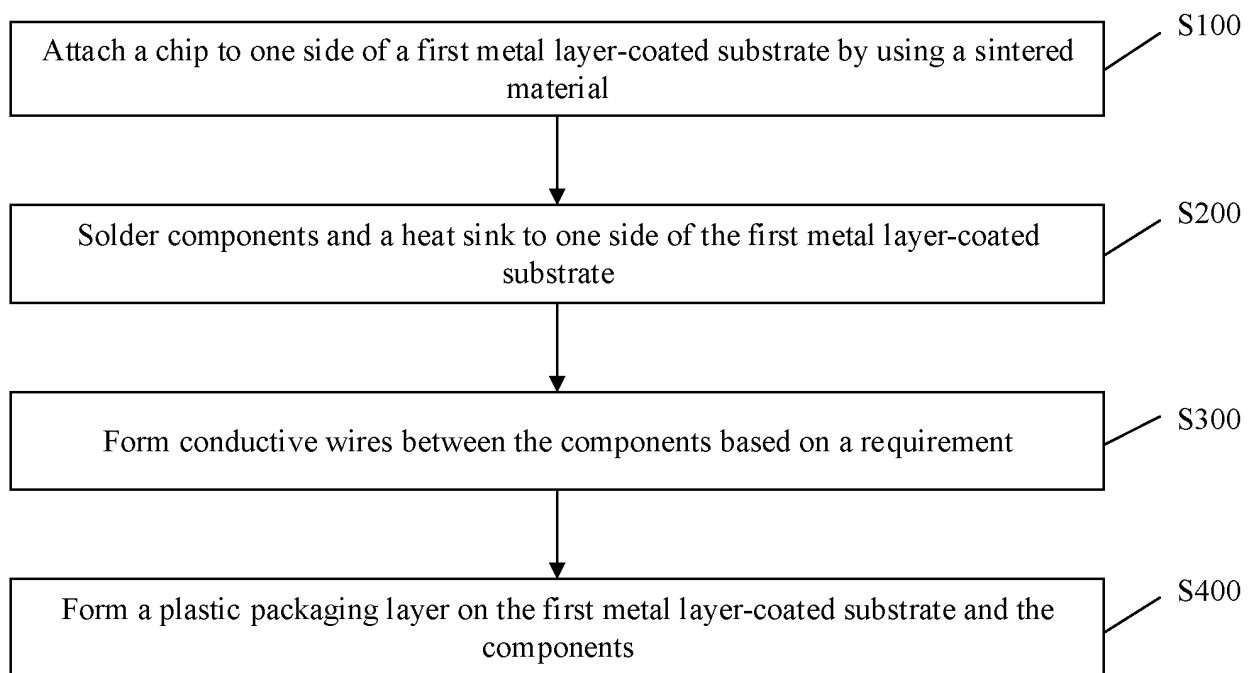 S100
Attach a chip to one side of a first metal layer-coated substrate by using a sintered
material
S200
Solder components and a heat sink to one side of the first metal layer-coated
substrate
S300
Form conductive wires between the components based on a requirement
S400
Form a plastic packaging layer on the first metal layer-coated substrate and the
components